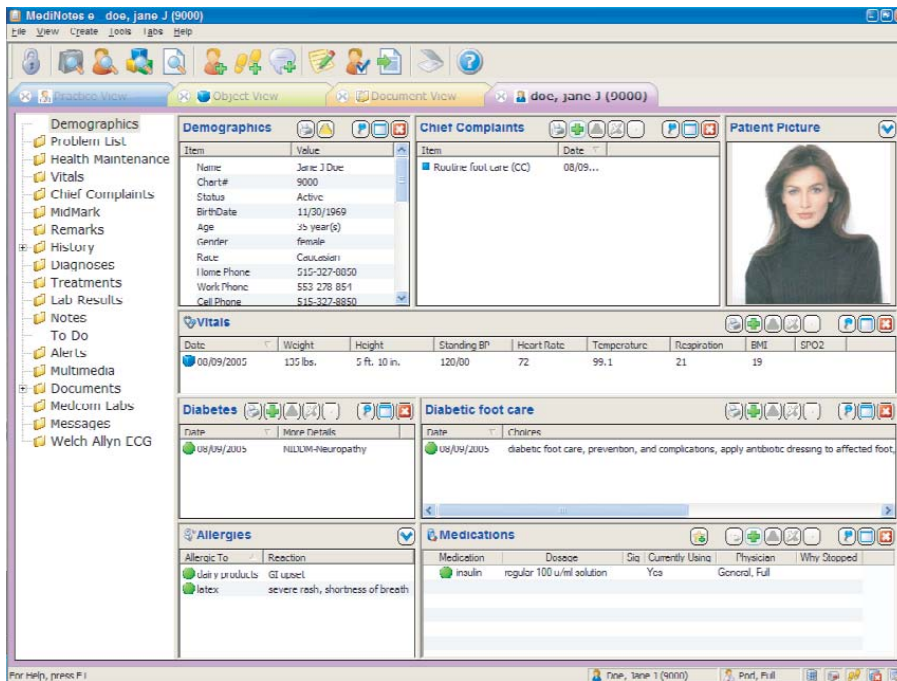 MediNotes e doe, jane J (9000)
File View Create Tools Tabs Help
Practice View Object View Document View doe, jane J (9000)
Demographics
Problem List
Health Maintenance
Vitals
Chief Complaints
MidMark
Remarks
History
Diagnoses
Treatments
Lab Results
Notes
To Do
Alerts
Multimedia
Documents
Medcom Labs
Messages
Welch Allyn ECG
Demographics
Item Value
Name Jane J Doe
Chart# 9000
Status Active
BirthDate 11/30/1969
Age 35 year(s)
Gender female
Race Caucasian
Home Phone 515-327-8850
Work Phone 553 278 854
Cell Phone 515-327-8850
Chief Complaints
Item Date
Routine foot care (CC) 08/09...
Patient Picture
Vitals
Date Weight Height Standing BP Heart Rate Temperature Respiration BMI SPO2
08/09/2005 135 lbs. 5 ft. 10 in. 120/80 72 99.1 21 19
Diabetes
Date More Details
08/09/2005 NIDDM-Neuropathy
Diabetic foot care
Date Choices
08/09/2005 diabetic foot care, prevention, and complications, apply antibiotic dressing to affected foot,
Allergies
Allergic To Reaction
dairy products GI upset
latex severe rash, shortness of breath
Medications
Medication Dosage Sig Currently Using Physician Why Stopped
insulin regular 100 u/ml solution Yes General, Full
For Help, press F1 Doe, Jane J (9000) Full